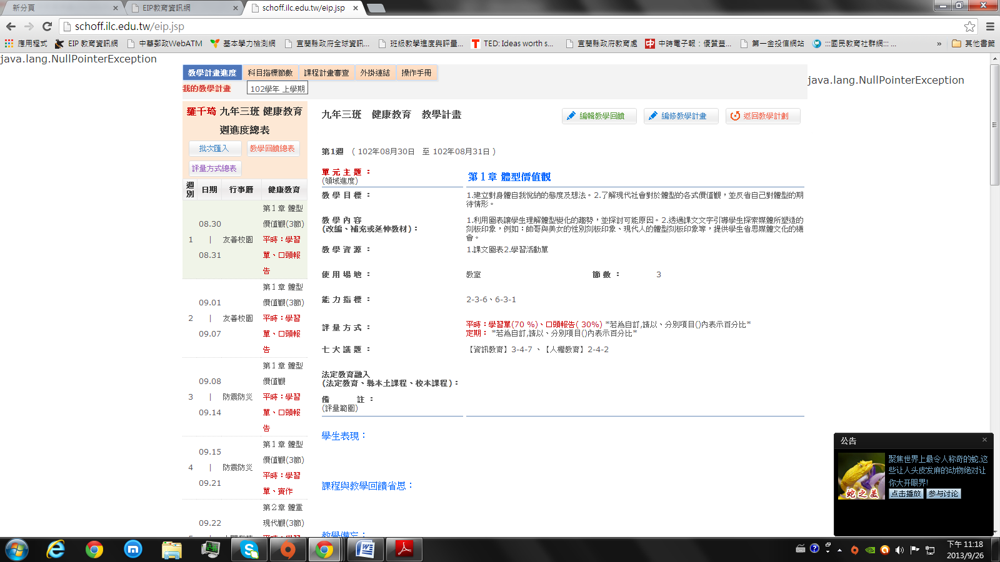 新分頁
EIP教育資訊網
schoff.ilc.edu.tw/eip.jsp
schoff.ilc.edu.tw/eip.jsp
應用程式
EIP 教育資訊網
中華郵政WebATM
基本學力檢測網
宜蘭縣政府全球資訊...
班級教學進度與評量...
TED: Ideas worth s...
宜蘭縣政府教育處
中時電子報：優質豐...
第一金投信網站
:::國民教育社群網::: ...
»
其他書籤
java.lang.NullPointerException
教學計畫進度
科目指標節數
課程計畫審查
外掛連結
操作手冊
java.lang.NullPointerException
我的教學計畫
102學年 上學期
羅千琦 九年三班 健康教育
週進度總表
批次匯入
教學回饋總表
評量方式總表
週別 日期 行事曆 健康教育
1
08.30
|
08.31
友善校園
第１章 體型
價值觀(3節)
平時：學習
單、口頭報
告
2
09.01
|
09.07
友善校園
第１章 體型
價值觀(3節)
平時：學習
單、口頭報
告
3
09.08
|
09.14
防震防災
第１章 體型
價值觀
平時：學習
單、口頭報
告
4
09.15
|
09.21
防震防災
第１章 體型
價值觀(3節)
平時：學習
單、實作
09.22
第２章 體重
現代觀(3節)
九年三班 健康教育 教學計畫
編輯教學回饋
編修教學計畫
返回教學計劃
第1週 （ 102年08月30日 至 102年08月31日 ）
單 元 主 題 ：
(領域進度)
第１章 體型價值觀
教 學 目 標 ：
1.建立對身體自我悅納的態度及想法。2.了解現代社會對於體型的各式價值觀，並反省自己對體型的期
待情形。
教 學 內 容
(改編、補充或延伸教材)：
1.利用圖表讓學生理解體型變化的趨勢，並探討可能原因。2.透過課文文字引導學生探索媒體所塑造的
刻板印象，例如：帥哥與美女的性別刻板印象、現代人的體型刻板印象等，提供學生省思媒體文化的機
會。
教 學 資 源 ：
1.課文圖表2.學習活動單
使 用 場 地 ：
教室
節 數 ：
3
能 力 指 標 ：
2-3-6、6-3-1
評 量 方 式 ：
平時：學習單(70 %)、口頭報告( 30%) *若為自訂,請以、分別項目()內表示百分比*
定期： *若為自訂,請以、分別項目()內表示百分比*
七 大 議 題 ：
【資訊教育】3-4-7 、【人權教育】2-4-2
法定教育融入
(法定教育、縣本土課程、校本課程)：
備 註 ：
(評量範圍)
學生表現：
課程與教學回饋省思：
教學備忘：
公告
聚焦世界上最令人称奇的蛇,这
些让人头皮发麻的动物绝对让
你大开眼界!
点击播放
参与讨论
蛇之美
下午 11:18
2013/9/26